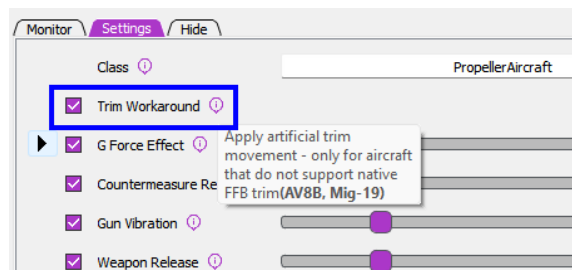 Monitor Settings Hide
Class PropellerAircraft
Trim Workaround
G Force Effect
Apply artificial trim
movement - only for aircraft
that do not support native
FFB trim(AV8B, Mig-19)
Countermeasure Re
Gun Vibration
Weapon Release